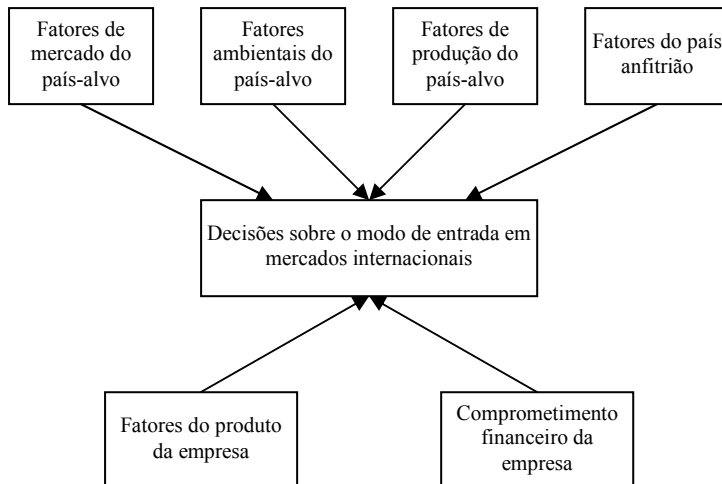 Fatores de
mercado do
país-alvo
Fatores
ambientais do
país-alvo
Fatores de
produção do
país-alvo
Fatores do país
anfitrião
Decisões sobre o modo de entrada em
mercados internacionais
Fatores do produto
da empresa
Comprometimento
financeiro da
empresa